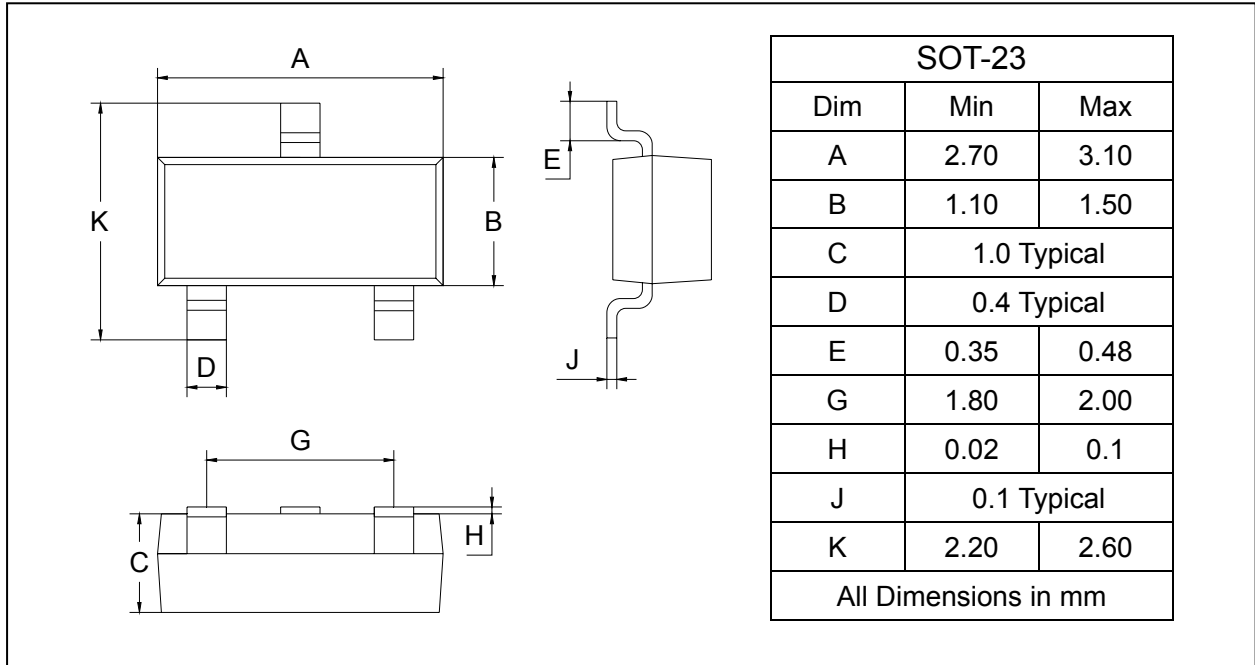 A
K
B
D
E
J
G
C
H
SOT-23
Dim Min Max
A 2.70 3.10
B 1.10 1.50
C 1.0 Typical
D 0.4 Typical
E 0.35 0.48
G 1.80 2.00
H 0.02 0.1
J 0.1 Typical
K 2.20 2.60
All Dimensions in mm